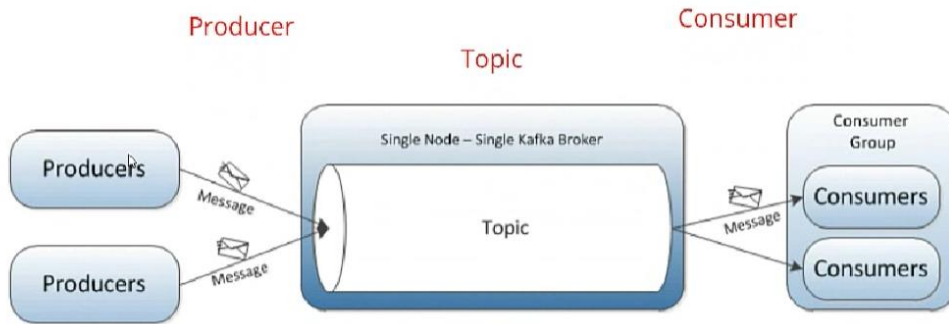 Producer
Consumer
Topic
Single Node – Single Kafka Broker
Consumer
Group
Producers
Message
Topic
Message
Consumers
Producers
Message
Consumers